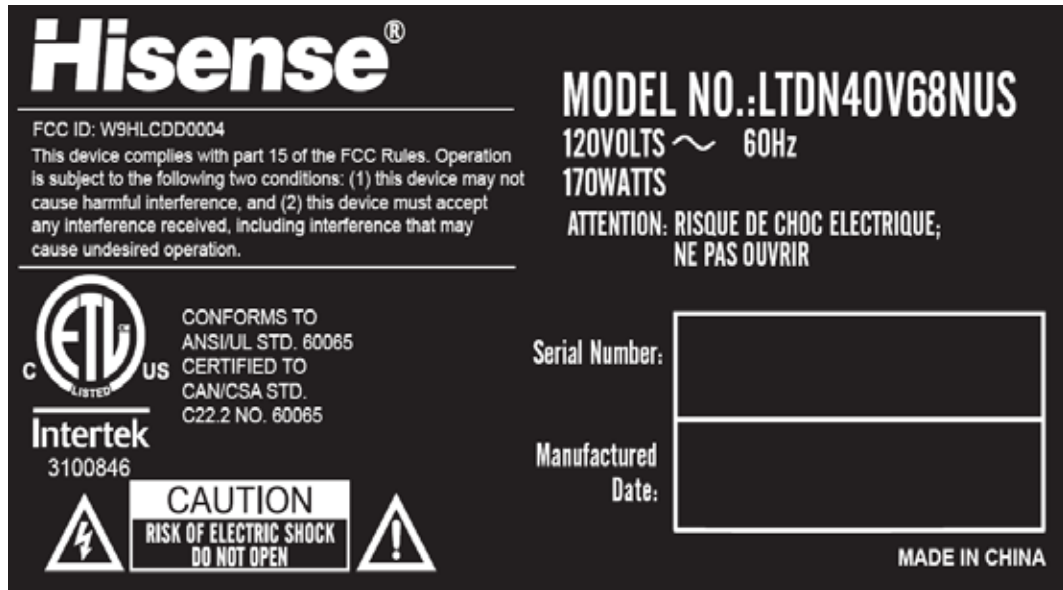 Hisense®
FCC ID: W9HLCDD0004
This device complies with part 15 of the FCC Rules. Operation
is subject to the following two conditions: (1) this device may not
cause harmful interference, and (2) this device must accept
any interference received, including interference that may
cause undesired operation.
MODEL NO.:LTDN40V68NUS
120VOLTS ~ 60Hz
170WATTS
ATTENTION: RISQUE DE CHOC ELECTRIQUE;
NE PAS OUVRIR
ETL CM
LISTED
C US
Intertek
3100846
CONFORMS TO
ANSI/UL STD. 60065
CERTIFIED TO
CAN/CSA STD.
C22.2 NO. 60065
CAUTION
RISK OF ELECTRIC SHOCK
DO NOT OPEN
Serial Number:
Manufactured
Date:
MADE IN CHINA